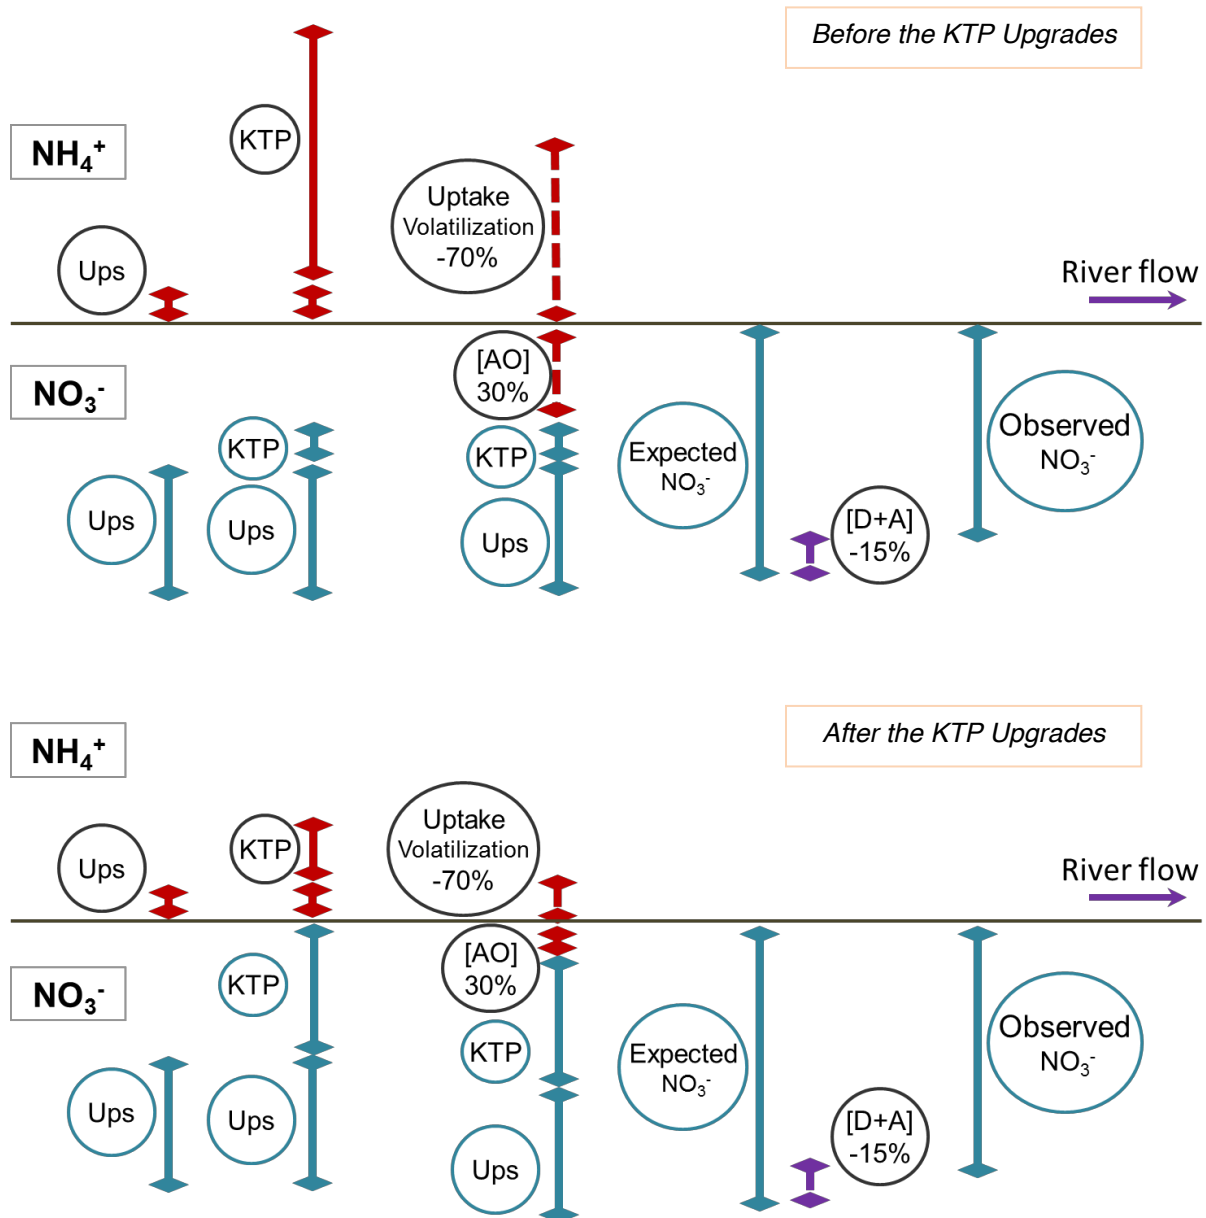 Before the KTP Upgrades
KTP
NH₄⁺
Uptake
Volatilization
-70%
Ups
River flow
[AO]
30%
NO₃⁻
KTP
KTP
Expected
NO₃⁻
Observed
NO₃⁻
Ups
Ups
Ups
[D+A]
-15%
After the KTP Upgrades
NH₄⁺
Uptake
Volatilization
-70%
KTP
Ups
River flow
[AO]
30%
KTP
NO₃⁻
KTP
Expected
NO₃⁻
Observed
NO₃⁻
Ups
Ups
Ups
[D+A]
-15%